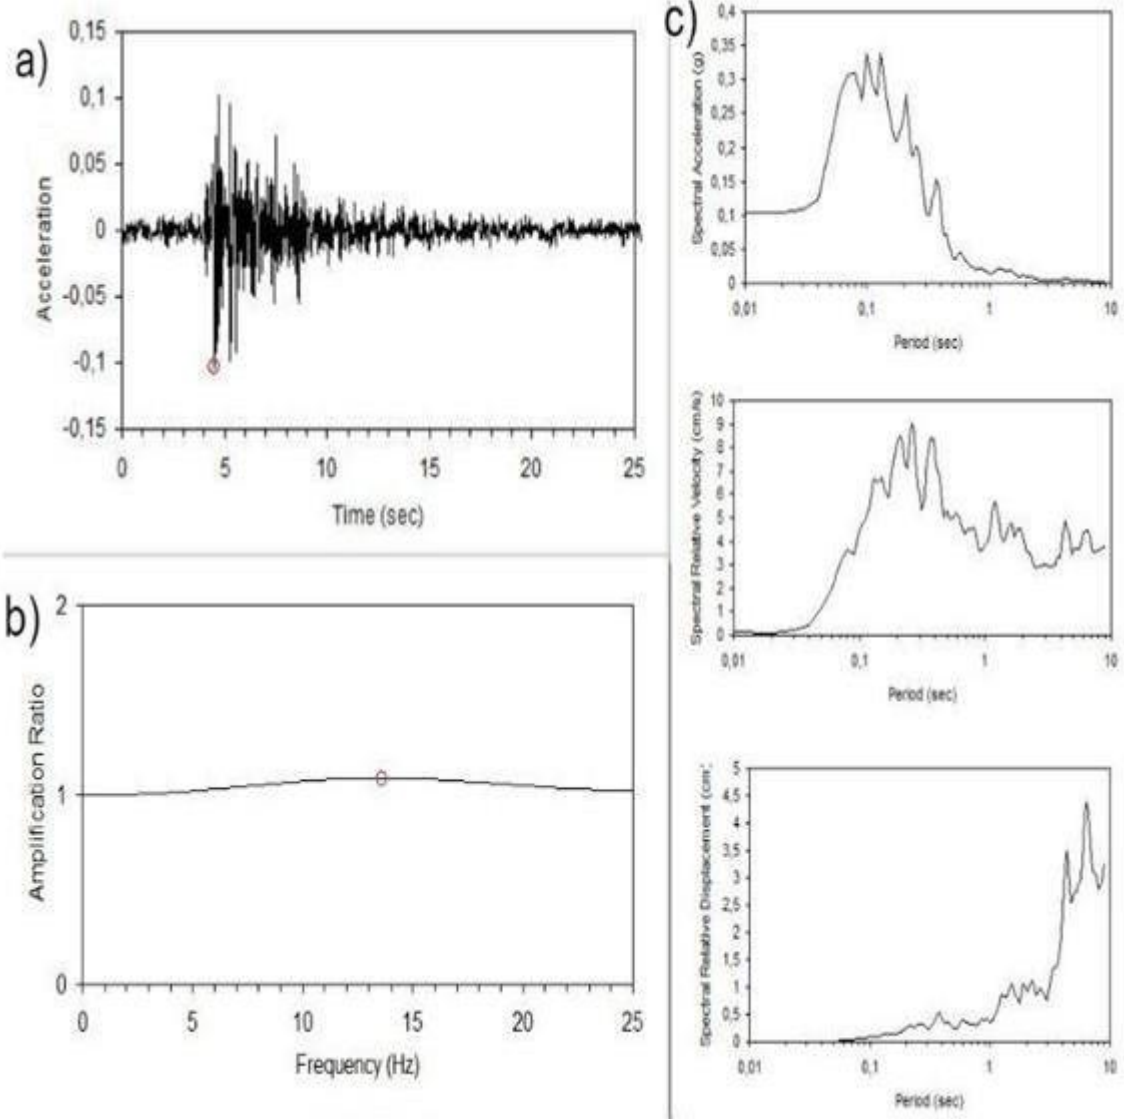 a)
Acceleration
0,15
0,1
0,05
0
-0,05
-0,1
-0,15
0 5 10 15 20 25
Time (sec)
b)
Amplification Ratio
2
1
0
0 5 10 15 20 25
Frequency (Hz)
c)
Spectral Acceleration (g)
0,4
0,35
0,3
0,25
0,2
0,15
0,1
0,05
0
0,01 0,1 1 10
Period (sec)
Spectral Relative Velocity (cm/s)
10
9
8
7
6
5
4
3
2
1
0
0,01 0,1 1 10
Period (sec)
Spectral Relative Displacement (cm)
5
4,5
4
3,5
3
2,5
2
1,5
1
0,5
0
0,01 0,1 1 10
Period (sec)